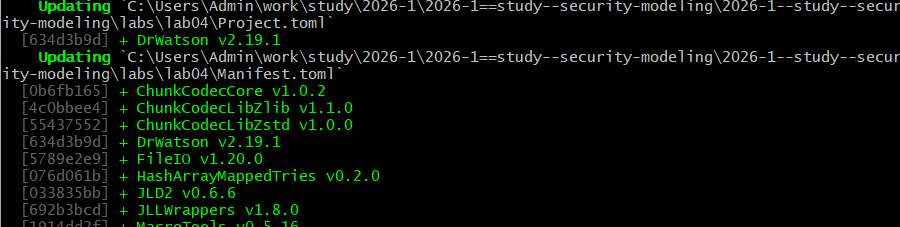 Updating `C:\Users\Admin\work\study\2026-1\2026-1==study--security-modeling\2026-1--study--secur
ity-modeling\labs\lab04\Project.toml`
[634d3b9d] + DrWatson v2.19.1
Updating `C:\Users\Admin\work\study\2026-1\2026-1==study--security-modeling\2026-1--study--secur
ity-modeling\labs\lab04\Manifest.toml`
[0b6fb165] + ChunkCodecCore v1.0.2
[4c0bbee4] + ChunkCodecLibZlib v1.1.0
[55437552] + ChunkCodecLibZstd v1.0.0
[634d3b9d] + DrWatson v2.19.1
[5789e2e9] + FileIO v1.20.0
[076d061b] + HashArrayMappedTries v0.2.0
[033835bb] + JLD2 v0.6.6
[692b3bcd] + JLLWrappers v1.8.0
[1914dd2f] + MacroTools v0.5.16